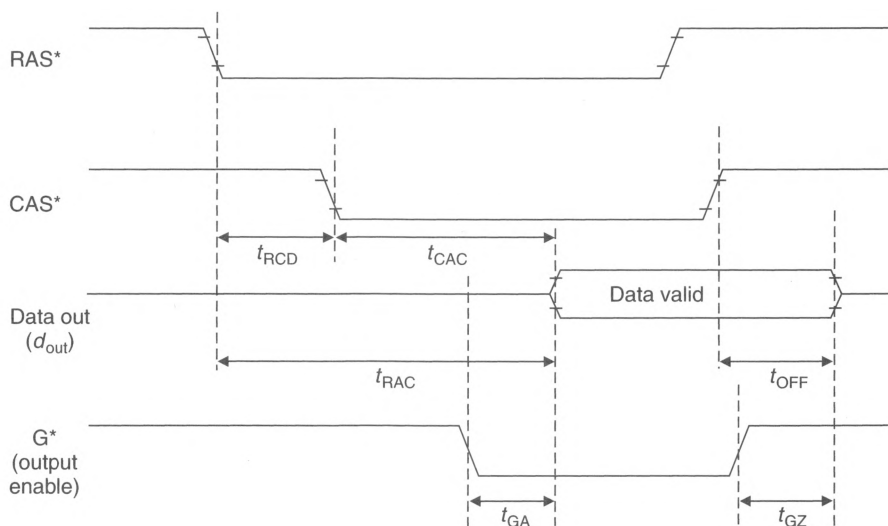 RAS*
CAS*
tRCD
tCAC
Data valid
Data out
(dout)
tRAC
tOFF
G*
(output
enable)
tGA
tGZ